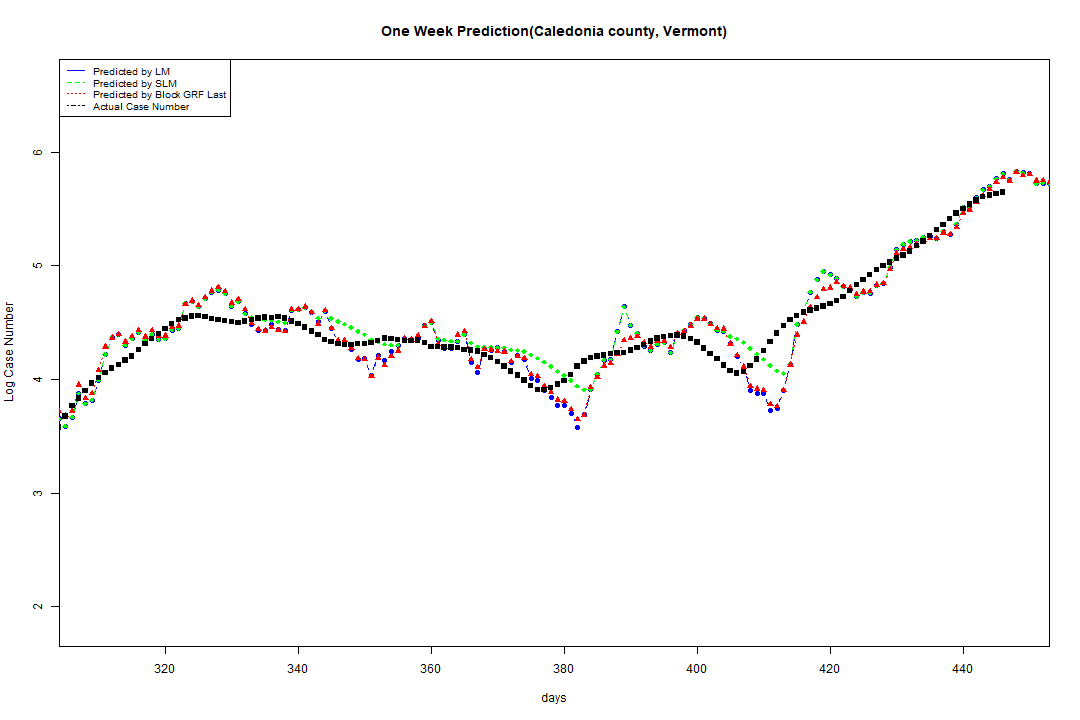 One Week Prediction(Caledonia county, Vermont)
Predicted by LM
Predicted by SLM
Predicted by Block GRF Last
Actual Case Number
6
5
4
3
2
Log Case Number
320 340 360 380 400 420 440
days